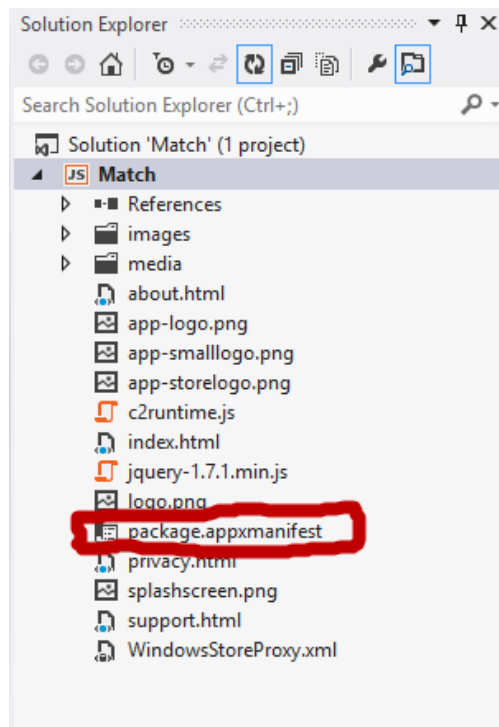 Solution Explorer
Search Solution Explorer (Ctrl+;)
Solution 'Match' (1 project)
JS Match
References
images
media
about.html
app-logo.png
app-smalllogo.png
app-storelogo.png
c2runtime.js
index.html
jquery-1.7.1.min.js
logo.png
package.appxmanifest
privacy.html
splashscreen.png
support.html
WindowsStoreProxy.xml